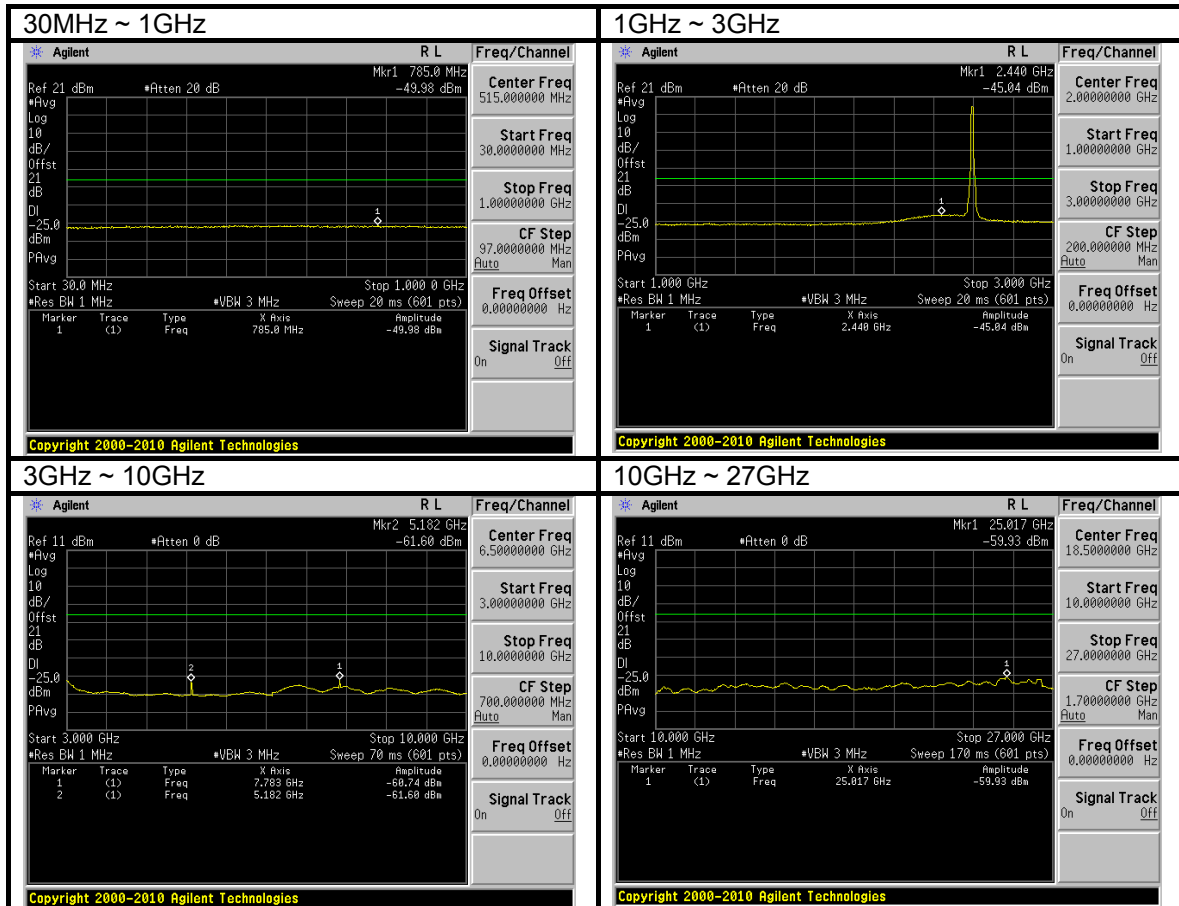 30MHz ~ 1GHz
Agilent R L Freq/Channel
Mkr1 785.0 MHz
Ref 21 dBm #Atten 20 dB -49.98 dBm
#Avg
Log
10
dB/
Offst
21
dB
DI
-25.0
dBm
PAvg
1
Start 30.0 MHz Stop 1.000 0 GHz
#Res BW 1 MHz #VBW 3 MHz Sweep 20 ms (601 pts)
Marker Trace Type X Axis Amplitude
1 (1) Freq 785.0 MHz -49.98 dBm
Center Freq
515.000000 MHz
Start Freq
30.0000000 MHz
Stop Freq
1.00000000 GHz
CF Step
97.0000000 MHz
Auto Man
Freq Offset
0.00000000 Hz
Signal Track
On Off
Copyright 2000-2010 Agilent Technologies
1GHz ~ 3GHz
Agilent R L Freq/Channel
Mkr1 2.440 GHz
Ref 21 dBm #Atten 20 dB -45.04 dBm
#Avg
Log
10
dB/
Offst
21
dB
DI
-25.0
dBm
PAvg
1
Start 1.000 GHz Stop 3.000 GHz
#Res BW 1 MHz #VBW 3 MHz Sweep 20 ms (601 pts)
Marker Trace Type X Axis Amplitude
1 (1) Freq 2.440 GHz -45.04 dBm
Center Freq
2.00000000 GHz
Start Freq
1.00000000 GHz
Stop Freq
3.00000000 GHz
CF Step
200.000000 MHz
Auto Man
Freq Offset
0.00000000 Hz
Signal Track
On Off
Copyright 2000-2010 Agilent Technologies
3GHz ~ 10GHz
Agilent R L Freq/Channel
Mkr2 5.182 GHz
Ref 11 dBm #Atten 0 dB -61.60 dBm
#Avg
Log
10
dB/
Offst
21
dB
DI
-25.0
dBm
PAvg
2 1
Start 3.000 GHz Stop 10.000 GHz
#Res BW 1 MHz #VBW 3 MHz Sweep 70 ms (601 pts)
Marker Trace Type X Axis Amplitude
1 (1) Freq 7.783 GHz -60.74 dBm
2 (1) Freq 5.182 GHz -61.60 dBm
Center Freq
6.50000000 GHz
Start Freq
3.00000000 GHz
Stop Freq
10.0000000 GHz
CF Step
700.000000 MHz
Auto Man
Freq Offset
0.00000000 Hz
Signal Track
On Off
Copyright 2000-2010 Agilent Technologies
10GHz ~ 27GHz
Agilent R L Freq/Channel
Mkr1 25.017 GHz
Ref 11 dBm #Atten 0 dB -59.93 dBm
#Avg
Log
10
dB/
Offst
21
dB
DI
-25.0
dBm
PAvg
1
Start 10.000 GHz Stop 27.000 GHz
#Res BW 1 MHz #VBW 3 MHz Sweep 170 ms (601 pts)
Marker Trace Type X Axis Amplitude
1 (1) Freq 25.017 GHz -59.93 dBm
Center Freq
18.5000000 GHz
Start Freq
10.0000000 GHz
Stop Freq
27.0000000 GHz
CF Step
1.70000000 GHz
Auto Man
Freq Offset
0.00000000 Hz
Signal Track
On Off
Copyright 2000-2010 Agilent Technologies